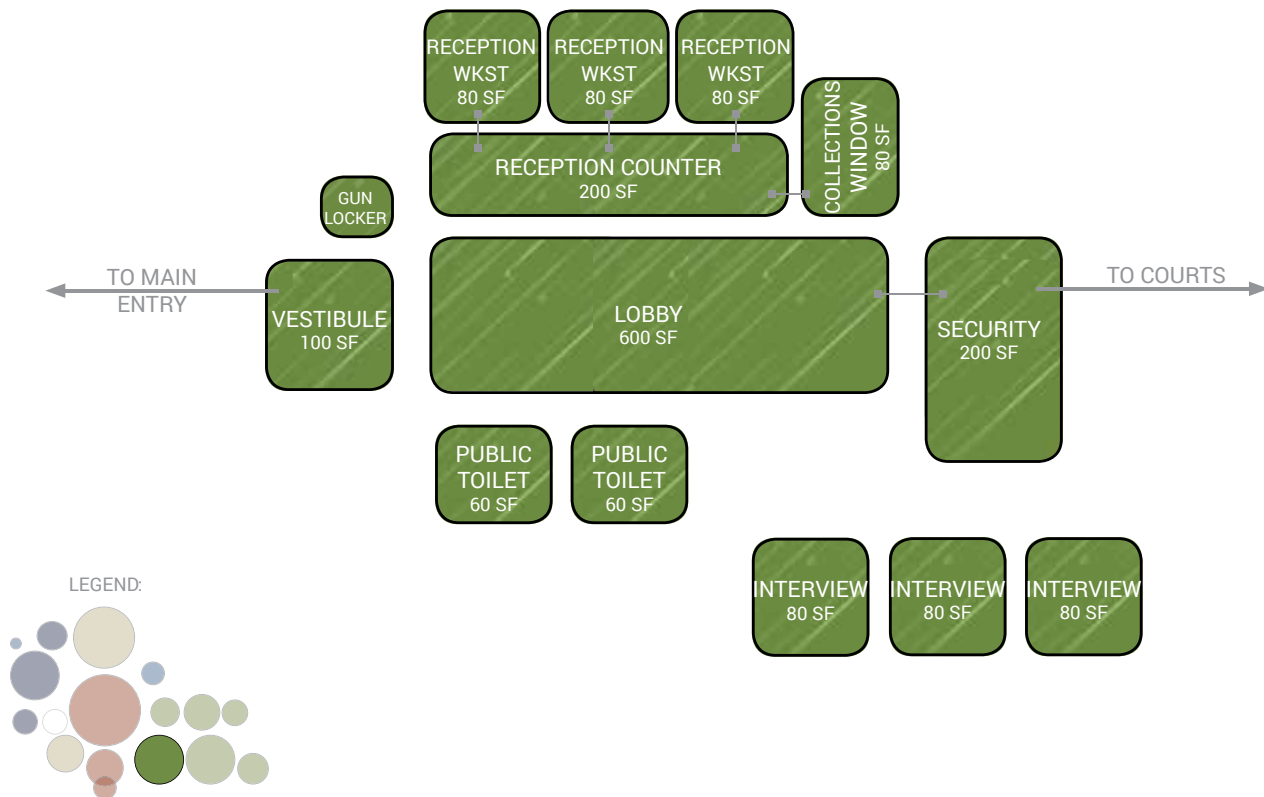 RECEPTION
WKST
80 SF
RECEPTION
WKST
80 SF
RECEPTION
WKST
80 SF
COLLECTIONS
WINDOW
80 SF
RECEPTION COUNTER
200 SF
GUN
LOCKER
TO MAIN
ENTRY
VESTIBULE
100 SF
LOBBY
600 SF
SECURITY
200 SF
TO COURTS
PUBLIC
TOILET
60 SF
PUBLIC
TOILET
60 SF
INTERVIEW
80 SF
INTERVIEW
80 SF
INTERVIEW
80 SF
LEGEND: